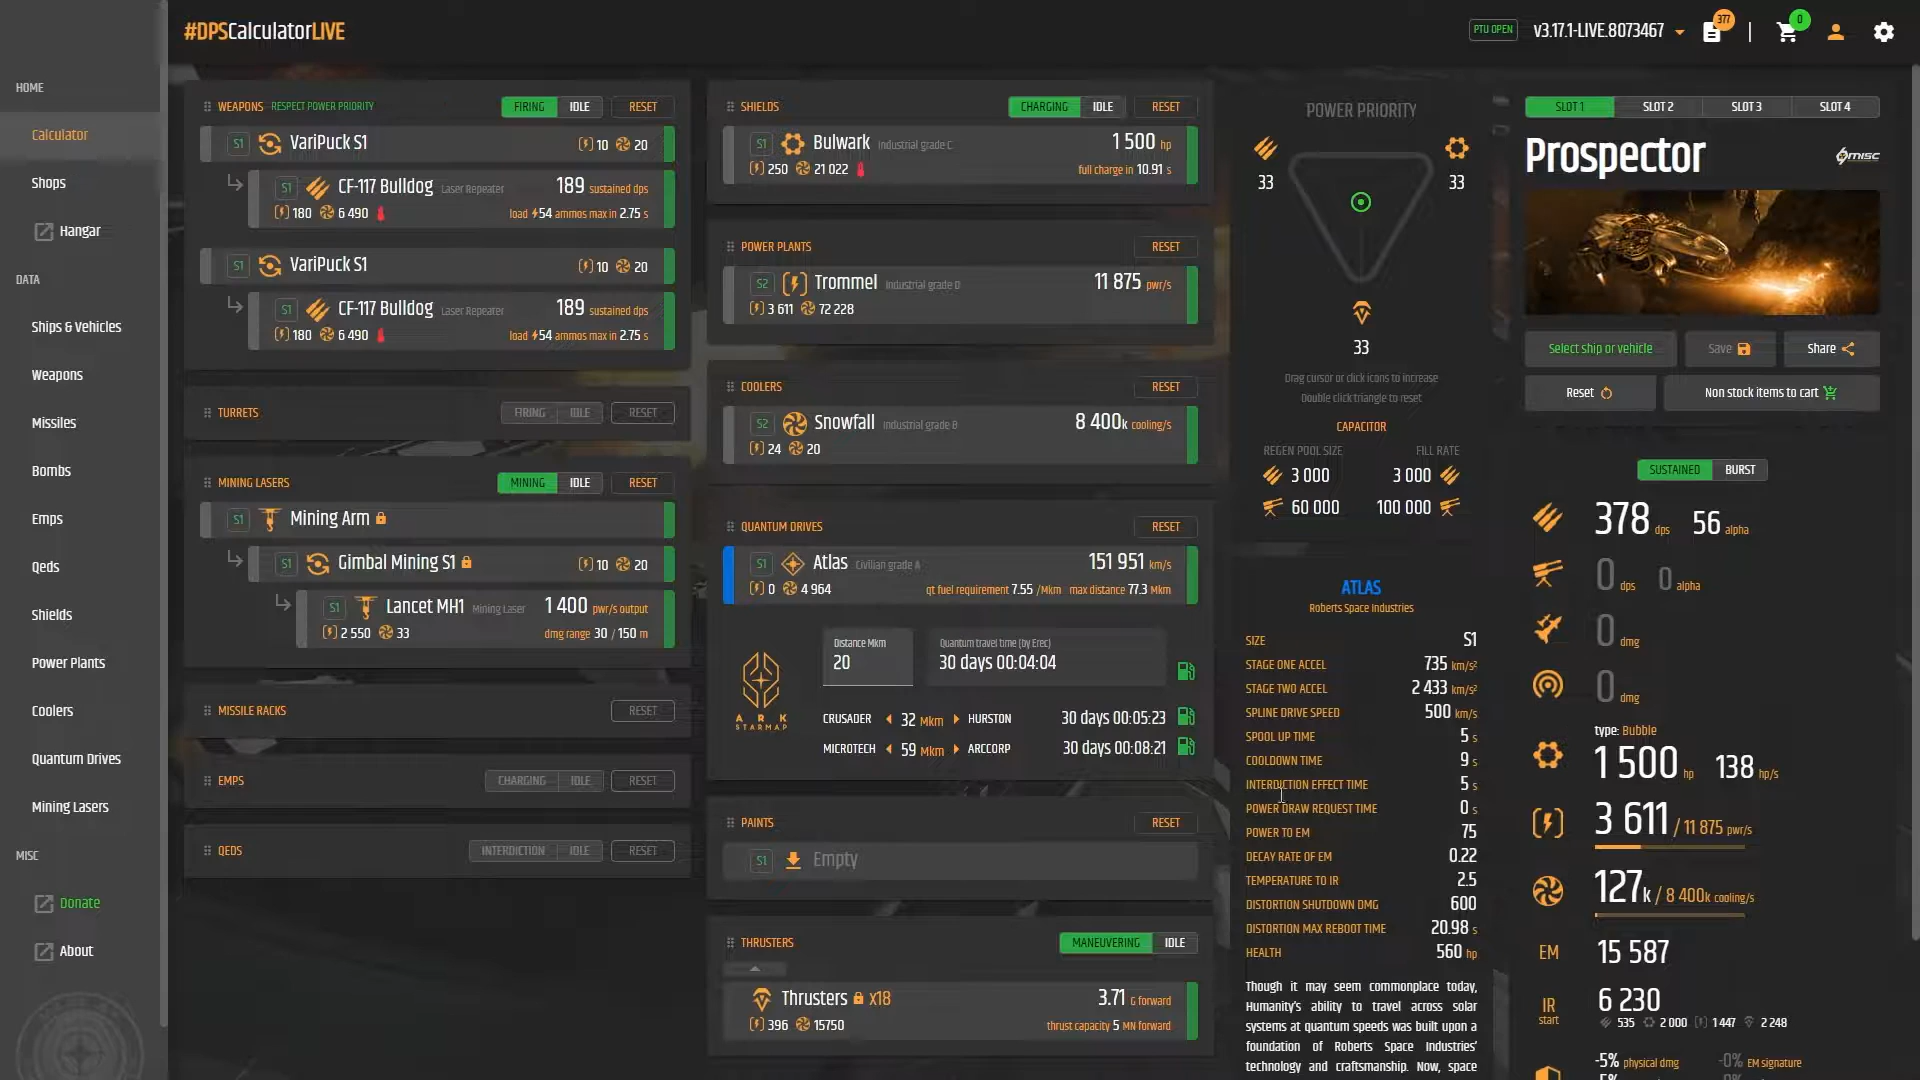 #DPSCalculatorLIVE
PTU OPEN
v3.17.1-LIVE.8073467
377
0
HOME
Calculator
Shops
Hangar
DATA
Ships & Vehicles
Weapons
Missiles
Bombs
Emps
Qeds
Shields
Power Plants
Coolers
Quantum Drives
Mining Lasers
MISC
Donate
About
WEAPONS RESPECT POWER PRIORITY FIRING IDLE RESET
S1 VariPuck S1 10 20
S1 CF-117 Bulldog Laser Repeater 189 sustained dps
180 6 490 load 54 ammos max in 2.75 s
S1 VariPuck S1 10 20
S1 CF-117 Bulldog Laser Repeater 189 sustained dps
180 6 490 load 54 ammos max in 2.75 s
TURRETS FIRING IDLE RESET
MINING LASERS MINING IDLE RESET
S1 Mining Arm
S1 Gimbal Mining S1 10 20
S1 Lancet MH1 Mining Laser 1 400 pwr/s output
2 550 33 dmg range 30 / 150 m
MISSILE RACKS RESET
EMPS CHARGING IDLE RESET
QEDS INTERDICTION IDLE RESET
SHIELDS CHARGING IDLE RESET
S1 Bulwark Industrial grade C 1 500 hp
250 21 022 full charge in 10.91 s
POWER PLANTS RESET
S2 Trommel Industrial grade D 11 875 pwr/s
3 611 72 228
COOLERS RESET
S2 Snowfall Industrial grade B 8 400k cooling/s
24 20
QUANTUM DRIVES RESET
S1 Atlas Civilian grade A 151 951 km/s
0 4 964 qt fuel requirement 7.55 /Mkm max distance 77.3 Mkm
ARK STARMAP
Distance Mkm
20
Quantum travel time (by Erec)
30 days 00:04:04
CRUSADER 32 Mkm HURSTON 30 days 00:05:23
MICROTECH 59 Mkm ARCCORP 30 days 00:08:21
PAINTS RESET
S1 Empty
THRUSTERS MANEUVERING IDLE
Thrusters X18 3.71 G forward
396 15750 thrust capacity 5 MN forward
POWER PRIORITY
33
33
33
Drag cursor or click icons to increase
Double click triangle to reset
CAPACITOR
REGEN POOL SIZE FILL RATE
3 000 3 000
60 000 100 000
ATLAS
Roberts Space Industries
SIZE S1
STAGE ONE ACCEL 735 km/s²
STAGE TWO ACCEL 2 433 km/s²
SPLINE DRIVE SPEED 500 km/s
SPOOL UP TIME 5 s
COOLDOWN TIME 9 s
INTERDICTION EFFECT TIME 5 s
POWER DRAW REQUEST TIME 0 s
POWER TO EM 75
DECAY RATE OF EM 0.22
TEMPERATURE TO IR 2.5
DISTORTION SHUTDOWN DMG 600
DISTORTION MAX REBOOT TIME 20.98 s
HEALTH 560 hp
Though it may seem commonplace today,
Humanity's ability to travel across solar
systems at quantum speeds was built upon a
foundation of Roberts Space Industries'
technology and craftsmanship. Now, space
SLOT 1 SLOT 2 SLOT 3 SLOT 4
Prospector MISC
Select ship or vehicle Save Share
Reset Non stock items to cart
SUSTAINED BURST
378 dps 56 alpha
0 dps 0 alpha
0 dmg
0 dmg
type: Bubble
1 500 hp 138 hp/s
3 611 / 11 875 pwr/s
127k / 8 400k cooling/s
EM 15 587
IR start 6 230
535 2 000 1 447 2 248
-5% physical dmg -0% EM signature